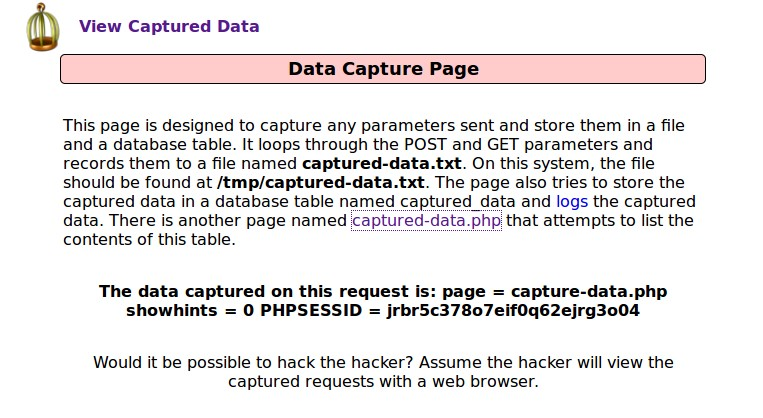 View Captured Data
Data Capture Page
This page is designed to capture any parameters sent and store them in a file
and a database table. It loops through the POST and GET parameters and
records them to a file named captured-data.txt. On this system, the file
should be found at /tmp/captured-data.txt. The page also tries to store the
captured data in a database table named captured_data and logs the captured
data. There is another page named captured-data.php that attempts to list the
contents of this table.
The data captured on this request is: page = capture-data.php
showhints = 0 PHPSESSID = jrbr5c378o7eif0q62ejrg3o04
Would it be possible to hack the hacker? Assume the hacker will view the
captured requests with a web browser.